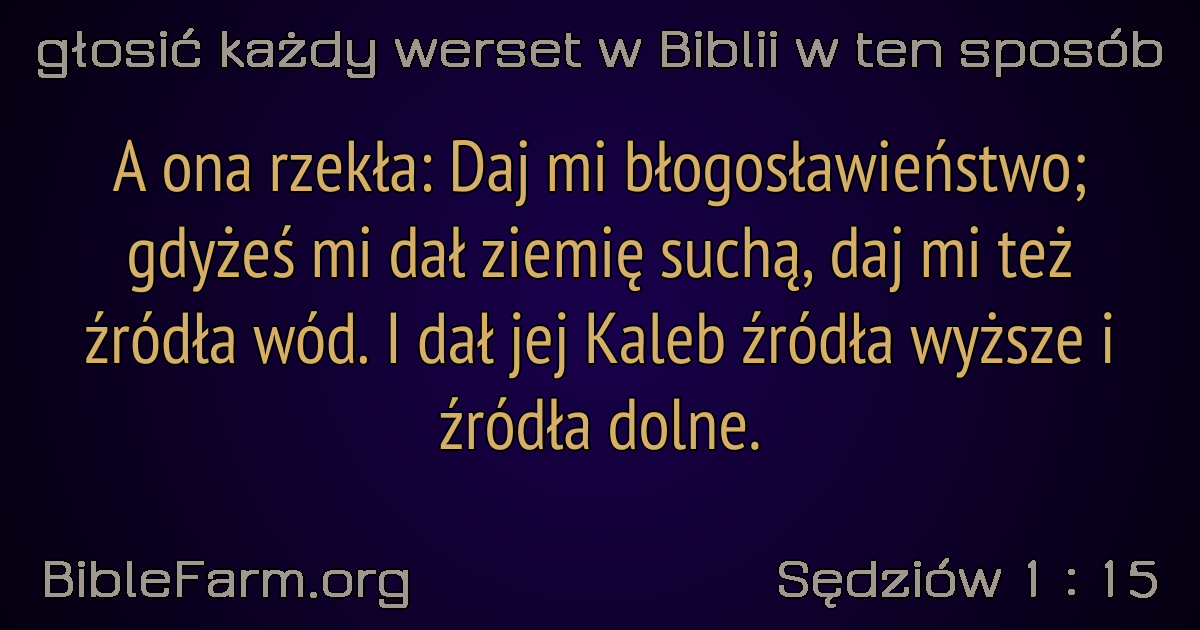 głosić każdy werset w Biblii w ten sposób
A ona rzekła: Daj mi błogosławieństwo;
gdyżeś mi dał ziemię suchą, daj mi też
źródła wód. I dał jej Kaleb źródła wyższe i
źródła dolne.
BibleFarm.org
Sędziów 1 : 15